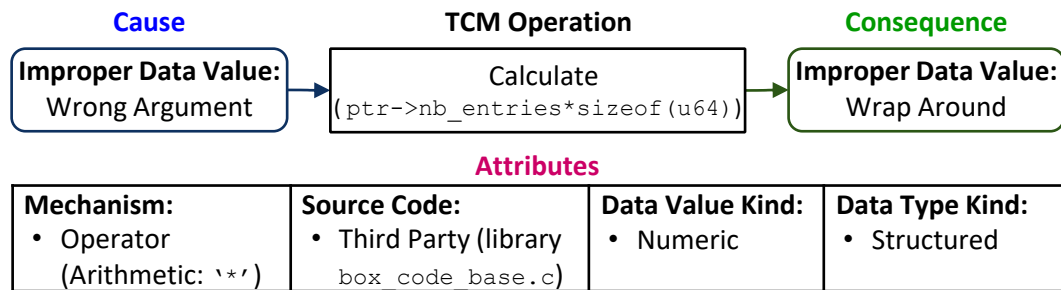 Cause TCM Operation Consequence
Improper Data Value:
Wrong Argument
Calculate
(ptr->nb_entries*sizeof(u64))
Improper Data Value:
Wrap Around
Attributes
Mechanism:
• Operator
(Arithmetic: ‘*’)
Source Code:
• Third Party (library
box_code_base.c)
Data Value Kind:
• Numeric
Data Type Kind:
• Structured